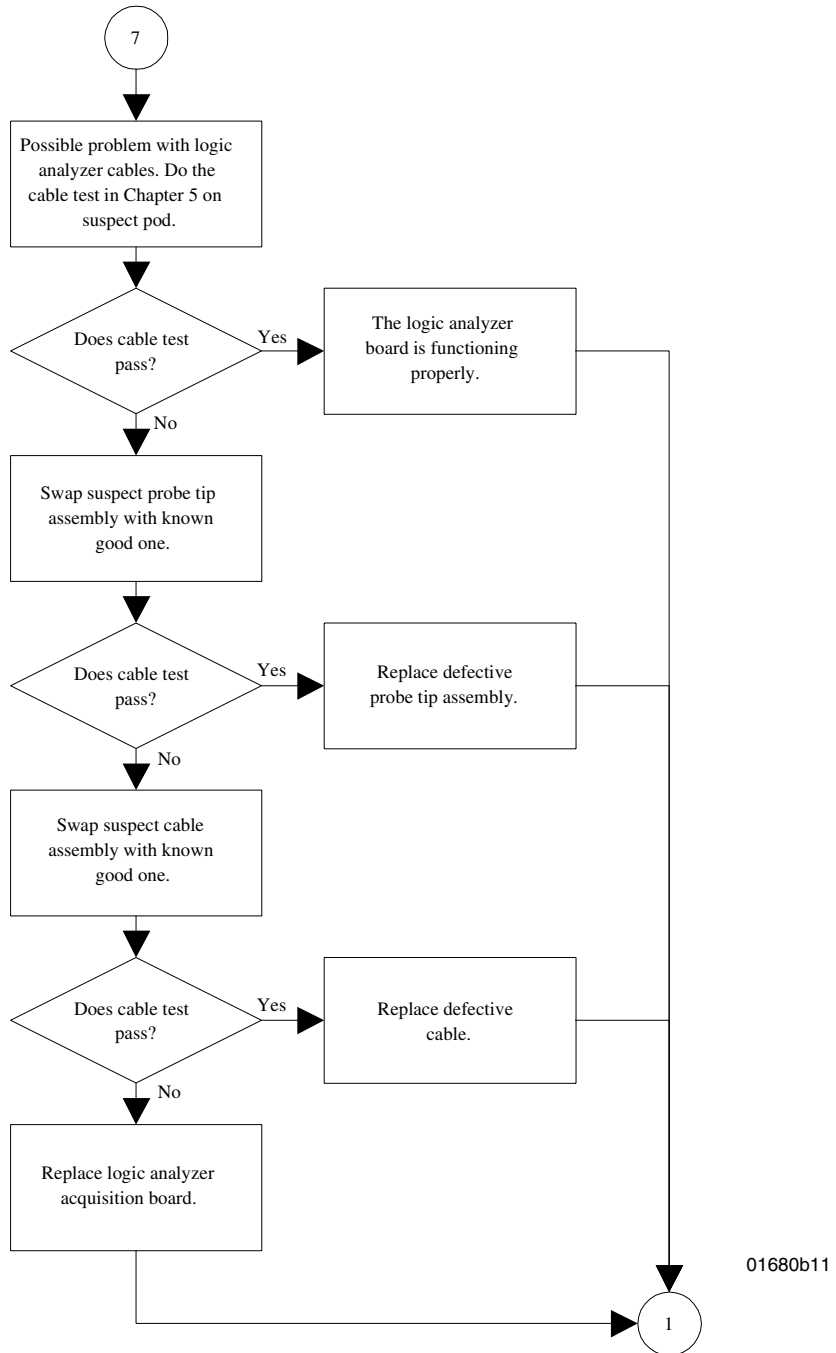 7
Possible problem with logic
analyzer cables. Do the
cable test in Chapter 5 on
suspect pod.
Does cable test
pass?
Yes
The logic analyzer
board is functioning
properly.
No
Swap suspect probe tip
assembly with known
good one.
Does cable test
pass?
Yes
Replace defective
probe tip assembly.
No
Swap suspect cable
assembly with known
good one.
Does cable test
pass?
Yes
Replace defective
cable.
No
Replace logic analyzer
acquisition board.
01680b11
1